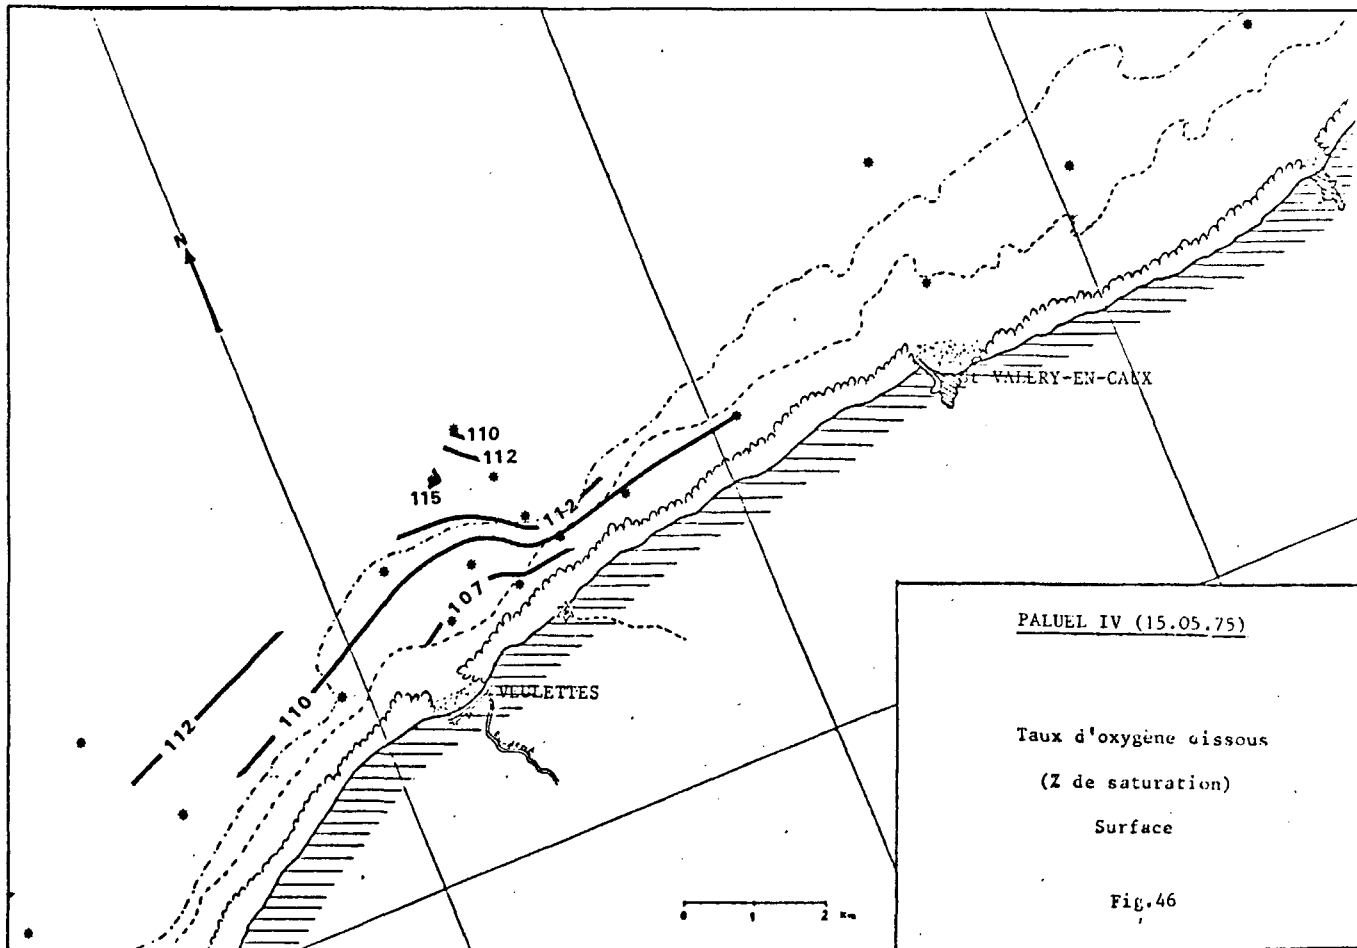 N
VALERY-EN-CAUX
110
112
115
112
107
110
112
VEULETTES
0 1 2 Km
PALUEL IV (15.05.75)
Taux d'oxygène dissous
(% de saturation)
Surface
Fig.46